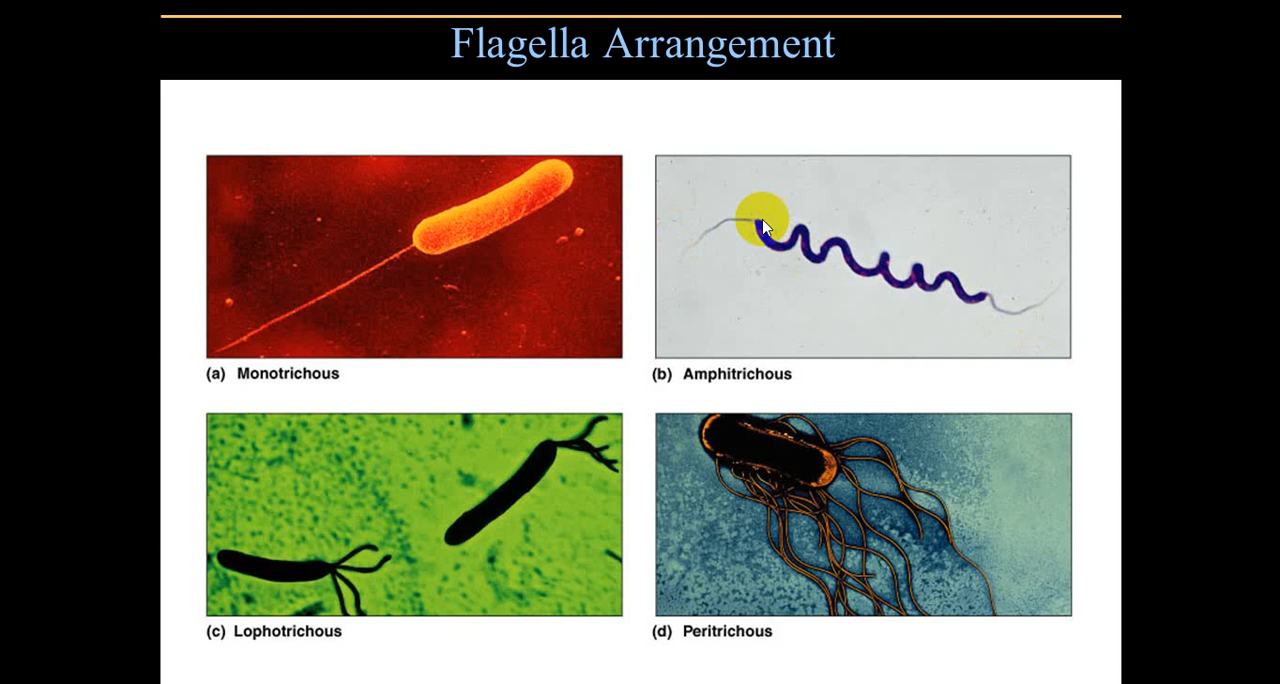 Flagella Arrangement
(a) Monotrichous
(b) Amphitrichous
(c) Lophotrichous
(d) Peritrichous